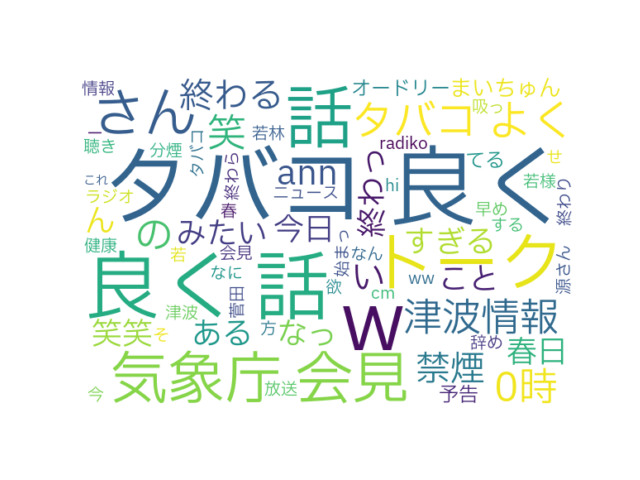 情報
さん
終わる
話
オードリー
まいちゅん
タバコ
よく
吸っ
ー
聴き
分煙
タバコ
若林
笑
ann
終わっ
radiko
てる
せ
これ
ラジオ
終わら
タバコ
良く
ニュース
hi
若様
終わり
ん
の
春
みたい
今日
早め
する
健康
若
会見
始まっ
なん
い
トーク
すぎる
こと
源さん
良く
なに
話
欲
cm
ww
w
津波情報
津波
そ
菅田
方
なっ
笑笑
ある
辞め
春日
気象庁
会見
禁煙
0時
今
放送
予告